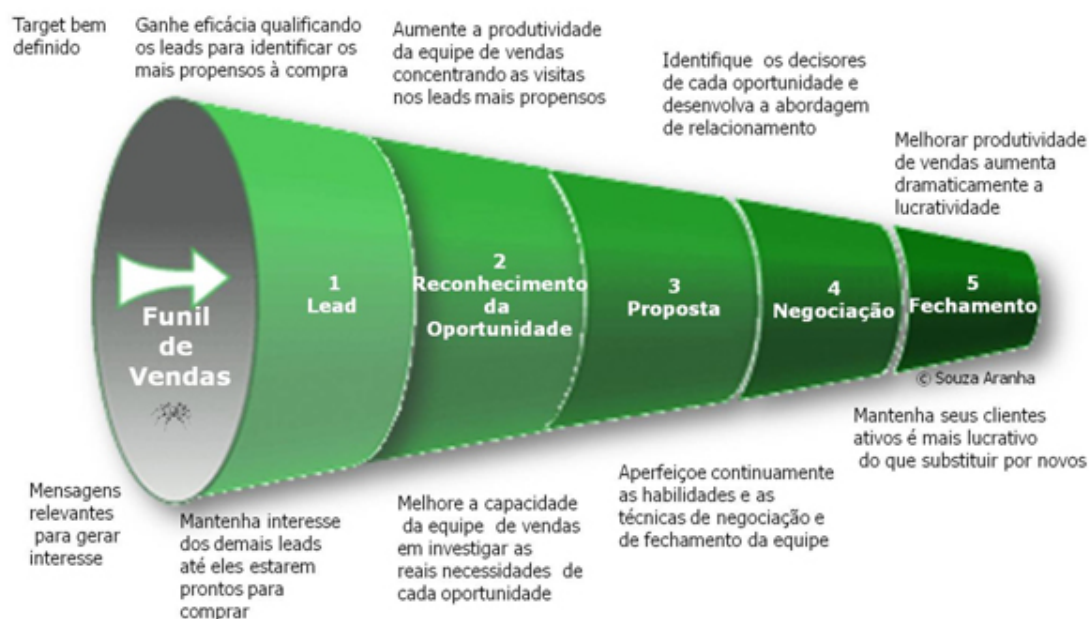 Target bem
definido
Ganhe eficácia qualificando
os leads para identificar os
mais propensos à compra
Aumente a produtividade
da equipe de vendas
concentrando as visitas
nos leads mais propensos
Identifique os decisores
de cada oportunidade e
desenvolva a abordagem
de relacionamento
Melhorar produtividade
de vendas aumenta
dramaticamente a
lucratividade
Funil
de
Vendas
1
Lead
2
Reconhecimento
da
Oportunidade
3
Proposta
4
Negociação
5
Fechamento
© Souza Aranha
Mensagens
relevantes
para gerar
interesse
Mantenha interesse
dos demais leads
até eles estarem
prontos para
comprar
Melhore a capacidade
da equipe de vendas
em investigar as
reais necessidades de
cada oportunidade
Aperfeiçoe continuamente
as habilidades e as
técnicas de negociação e
de fechamento da equipe
Mantenha seus clientes
ativos é mais lucrativo
do que substituir por novos